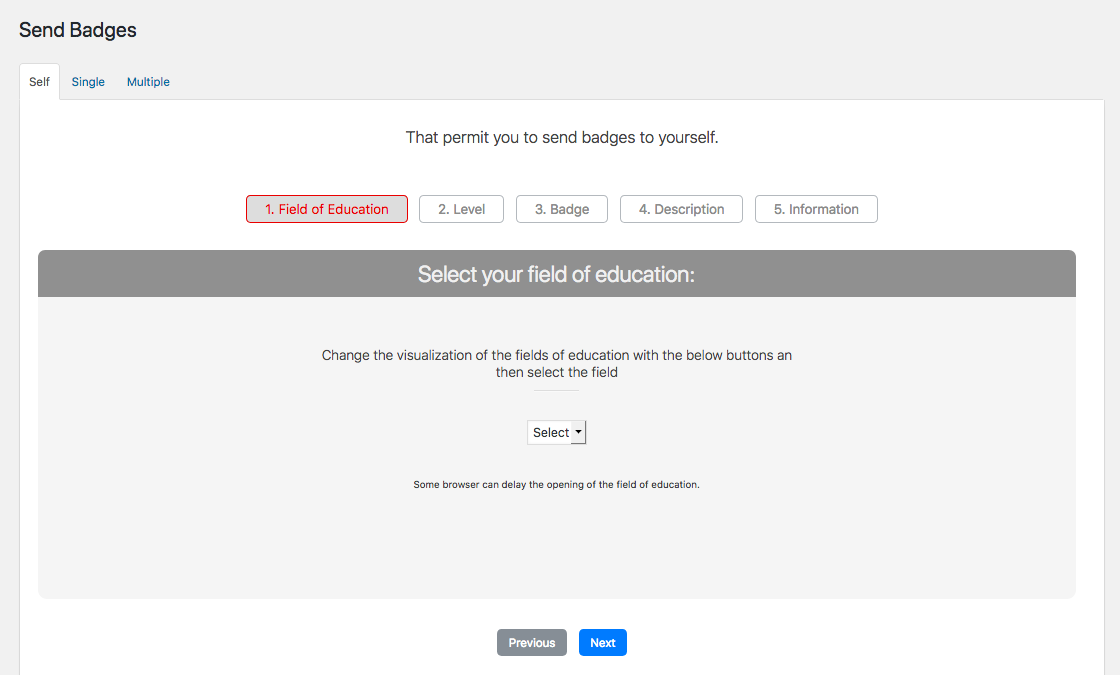 Send Badges
Self Single Multiple
That permit you to send badges to yourself.
1. Field of Education 2. Level 3. Badge 4. Description 5. Information
Select your field of education:
Change the visualization of the fields of education with the below buttons an
then select the field
Select
Some browser can delay the opening of the field of education.
Previous Next